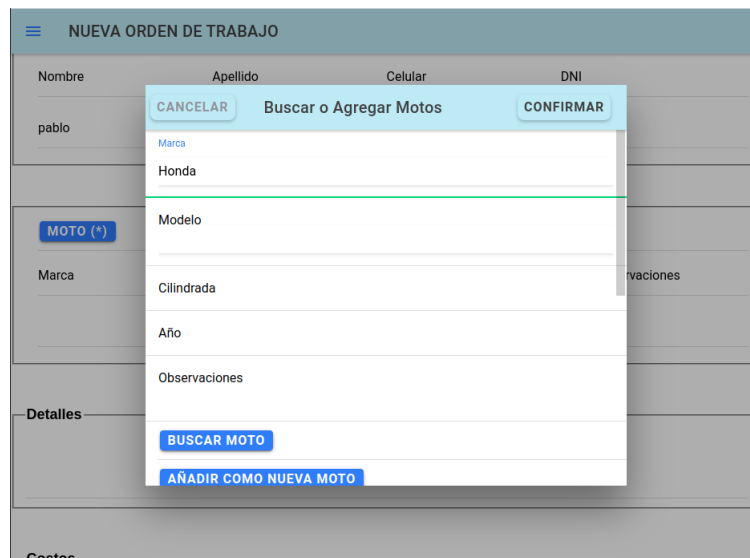 NUEVA ORDEN DE TRABAJO
Nombre Apellido Celular DNI
CANCELAR Buscar o Agregar Motos CONFIRMAR
pablo
Marca
Honda
Modelo
MOTO (*)
Marca rvaciones
Cilindrada
Año
Observaciones
Detalles
BUSCAR MOTO
AÑADIR COMO NUEVA MOTO
Costos